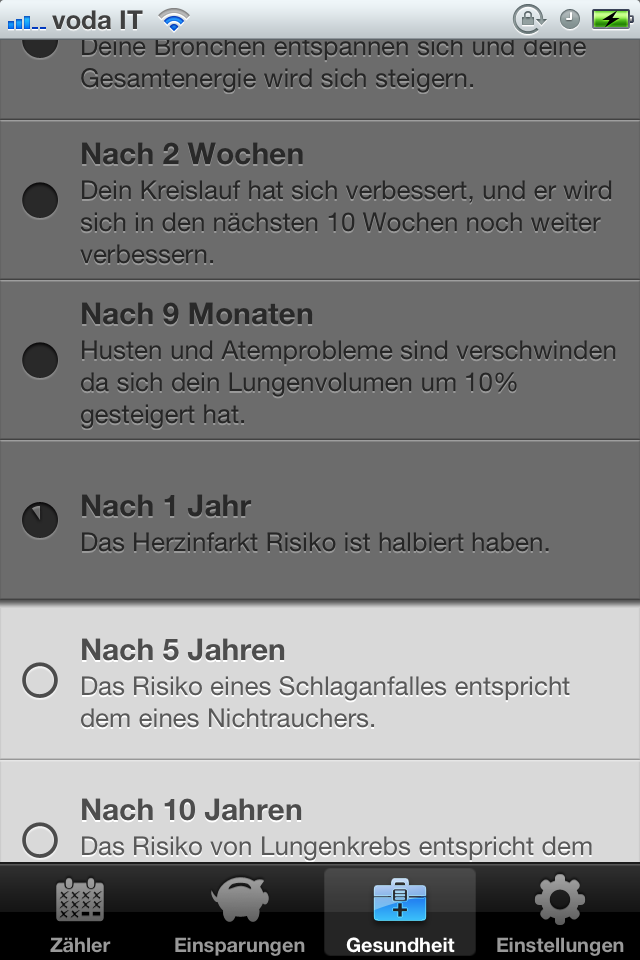 voda IT
Deine Bronchen entspannen sich und deine
Gesamtenergie wird sich steigern.
Nach 2 Wochen
Dein Kreislauf hat sich verbessert, und er wird
sich in den nächsten 10 Wochen noch weiter
verbessern.
Nach 9 Monaten
Husten und Atemprobleme sind verschwinden
da sich dein Lungenvolumen um 10%
gesteigert hat.
Nach 1 Jahr
Das Herzinfarkt Risiko ist halbiert haben.
Nach 5 Jahren
Das Risiko eines Schlaganfalles entspricht
dem eines Nichtrauchers.
Nach 10 Jahren
Das Risiko von Lungenkrebs entspricht dem
Zähler
Einsparungen
Gesundheit
Einstellungen